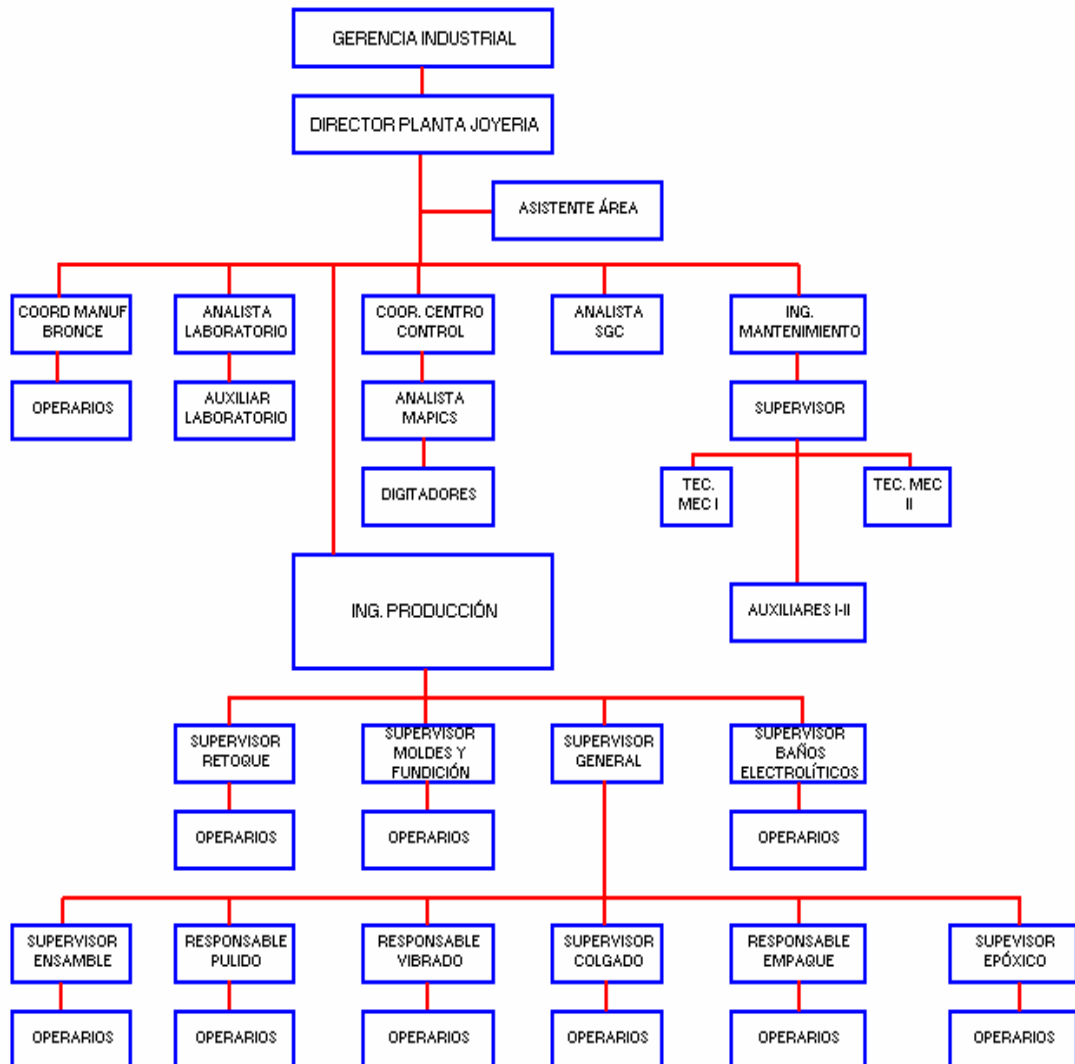 GERENCIA INDUSTRIAL
DIRECTOR PLANTA JOYERIA
ASISTENTE ÁREA
COORD MANUF
BRONCE
ANALISTA
LABORATORIO
COOR. CENTRO
CONTROL
ANALISTA
SGC
ING.
MANTENIMIENTO
OPERARIOS
AUXILIAR
LABORATORIO
ANALISTA
MAPICS
SUPERVISOR
DIGITADORES
TEC.
MEC I
TEC. MEC
II
ING. PRODUCCIÓN
AUXILIARES I-II
SUPERVISOR
RETOQUE
SUPERVISOR
MOLDES Y
FUNDICIÓN
SUPERVISOR
GENERAL
SUPERVISOR
BAÑOS
ELECTROLÍTICOS
OPERARIOS
OPERARIOS
OPERARIOS
SUPERVISOR
ENSAMBLE
RESPONSABLE
PULIDO
RESPONSABLE
VIBRADO
SUPERVISOR
COLGADO
RESPONSABLE
EMPAQUE
SUPEVISOR
EPÓXICO
OPERARIOS
OPERARIOS
OPERARIOS
OPERARIOS
OPERARIOS
OPERARIOS